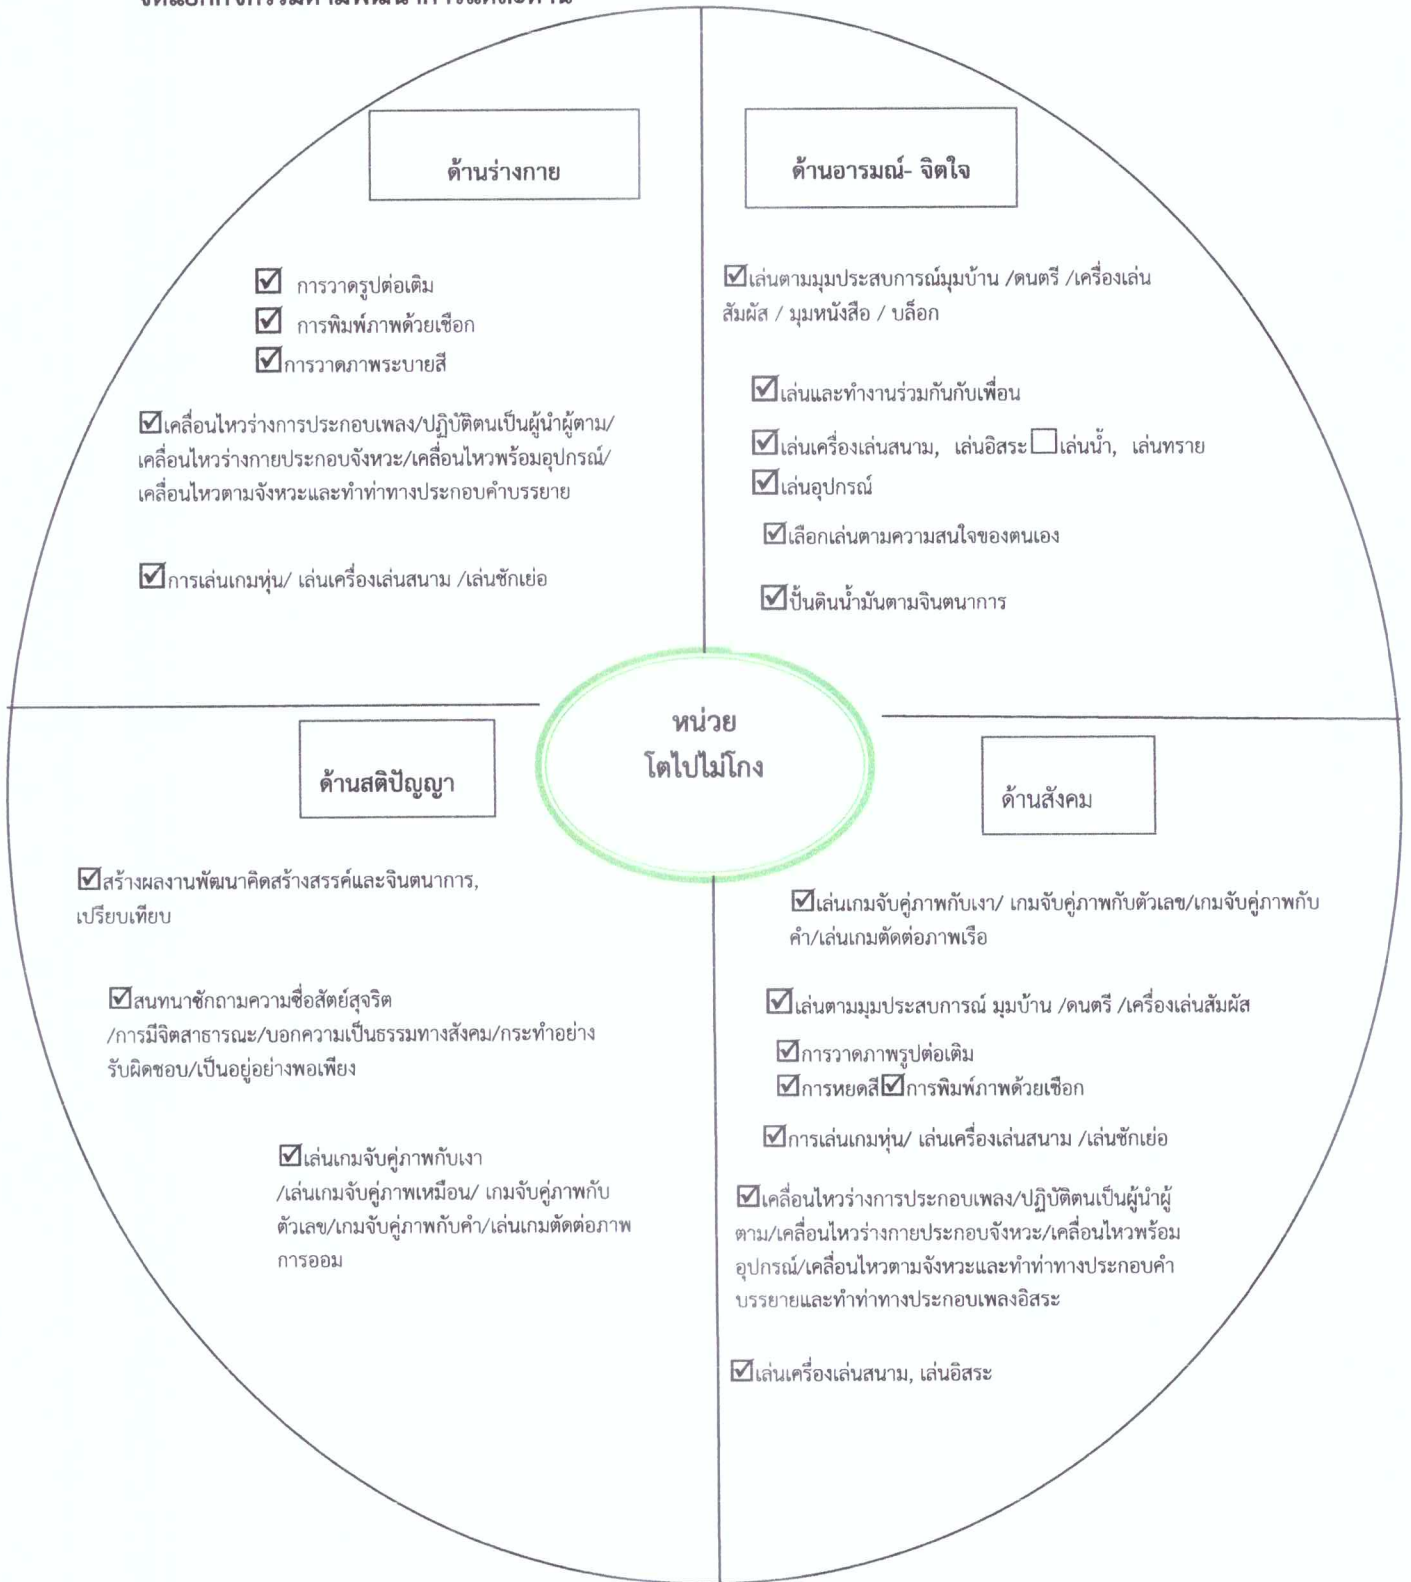 ด้านร่างกาย
☑ การวาดรูปต่อเติม
☑ การพิมพ์ภาพด้วยเชือก
☑การวาดภาพระบายสี
☑เคลื่อนไหวร่างการประกอบเพลง/ปฏิบัติตนเป็นผู้นำผู้ตาม/
เคลื่อนไหวร่างกายประกอบจังหวะ/เคลื่อนไหวพร้อมอุปกรณ์/
เคลื่อนไหวตามจังหวะและทำท่าทางประกอบคำบรรยาย
☑การเล่นเกมหุ่น/ เล่นเครื่องเล่นสนาม /เล่นชักเย่อ
ด้านอารมณ์- จิตใจ
☑เล่นตามมุมประสบการณ์มุมบ้าน /ดนตรี /เครื่องเล่น
สัมผัส / มุมหนังสือ / บล็อก
☑เล่นและทำงานร่วมกันกับเพื่อน
☑เล่นเครื่องเล่นสนาม, เล่นอิสระ☐เล่นน้ำ, เล่นทราย
☑เล่นอุปกรณ์
☑เลือกเล่นตามความสนใจของตนเอง
☑ปั้นดินน้ำมันตามจินตนาการ
หน่วย
โตไปไม่โกง
ด้านสติปัญญา
☑สร้างผลงานพัฒนาคิดสร้างสรรค์และจินตนาการ,
เปรียบเทียบ
☑สนทนาซักถามความซื่อสัตย์สุจริต
/การมีจิตสาธารณะ/บอกความเป็นธรรมทางสังคม/กระทำอย่าง
รับผิดชอบ/เป็นอยู่อย่างพอเพียง
☑เล่นเกมจับคู่ภาพกับเงา
/เล่นเกมจับคู่ภาพเหมือน/ เกมจับคู่ภาพกับ
ตัวเลข/เกมจับคู่ภาพกับคำ/เล่นเกมตัดต่อภาพ
การออม
ด้านสังคม
☑เล่นเกมจับคู่ภาพกับเงา/ เกมจับคู่ภาพกับตัวเลข/เกมจับคู่ภาพกับ
คำ/เล่นเกมตัดต่อภาพเรือ
☑เล่นตามมุมประสบการณ์ มุมบ้าน /ดนตรี /เครื่องเล่นสัมผัส
☑การวาดภาพรูปต่อเติม
☑การหยดสี☑การพิมพ์ภาพด้วยเชือก
☑การเล่นเกมหุ่น/ เล่นเครื่องเล่นสนาม /เล่นชักเย่อ
☑เคลื่อนไหวร่างการประกอบเพลง/ปฏิบัติตนเป็นผู้นำผู้
ตาม/เคลื่อนไหวร่างกายประกอบจังหวะ/เคลื่อนไหวพร้อม
อุปกรณ์/เคลื่อนไหวตามจังหวะและทำท่าทางประกอบคำ
บรรยายและทำท่าทางประกอบเพลงอิสระ
☑เล่นเครื่องเล่นสนาม, เล่นอิสระ